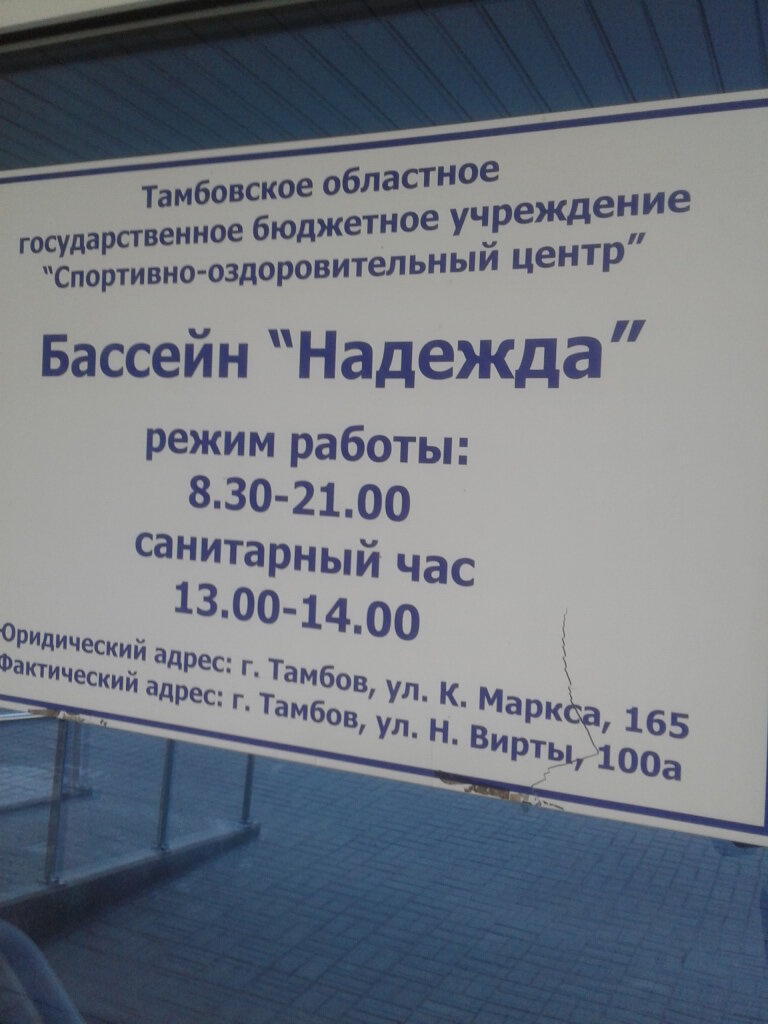 Тамбовское областное
государственное бюджетное учреждение
“Спортивно-оздоровительный центр”
Бассейн “Надежда”
режим работы:
8.30-21.00
санитарный час
13.00-14.00
Юридический адрес: г. Тамбов, ул. К. Маркса, 165
Фактический адрес: г. Тамбов, ул. Н. Вирты, 100а